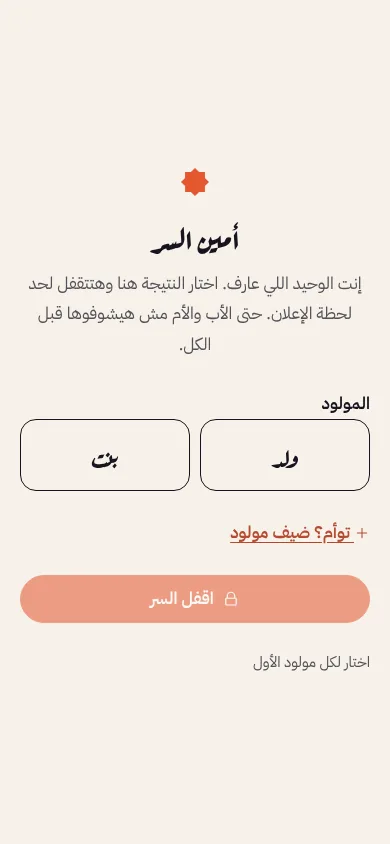 أمين السر
إنت الوحيد اللي عارف. اختار النتيجة هنا وهتتقفل لحد
لحظة الإعلان. حتى الأب والأم مش هيشوفوها قبل
الكل.
المولود
ولد
بنت
+ توأم؟ ضيف مولود
اقفل السر
اختار لكل مولود الأول